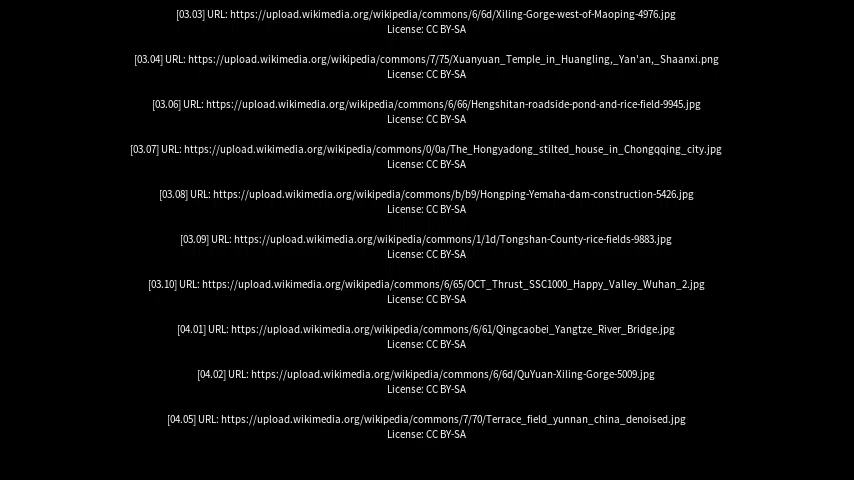 [03.03] URL: https://upload.wikimedia.org/wikipedia/commons/6/6d/Xiling-Gorge-west-of-Maoping-4976.jpg
License: CC BY-SA
[03.04] URL: https://upload.wikimedia.org/wikipedia/commons/7/75/Xuanyuan_Temple_in_Huangling,_Yan'an,_Shaanxi.png
License: CC BY-SA
[03.06] URL: https://upload.wikimedia.org/wikipedia/commons/6/66/Hengshitan-roadside-pond-and-rice-field-9945.jpg
License: CC BY-SA
[03.07] URL: https://upload.wikimedia.org/wikipedia/commons/0/0a/The_Hongyadong_stilted_house_in_Chongqqing_city.jpg
License: CC BY-SA
[03.08] URL: https://upload.wikimedia.org/wikipedia/commons/b/b9/Hongping-Yemaha-dam-construction-5426.jpg
License: CC BY-SA
[03.09] URL: https://upload.wikimedia.org/wikipedia/commons/1/1d/Tongshan-County-rice-fields-9883.jpg
License: CC BY-SA
[03.10] URL: https://upload.wikimedia.org/wikipedia/commons/6/65/OCT_Thrust_SSC1000_Happy_Valley_Wuhan_2.jpg
License: CC BY-SA
[04.01] URL: https://upload.wikimedia.org/wikipedia/commons/6/61/Qingcaobei_Yangtze_River_Bridge.jpg
License: CC BY-SA
[04.02] URL: https://upload.wikimedia.org/wikipedia/commons/6/6d/QuYuan-Xiling-Gorge-5009.jpg
License: CC BY-SA
[04.05] URL: https://upload.wikimedia.org/wikipedia/commons/7/70/Terrace_field_yunnan_china_denoised.jpg
License: CC BY-SA